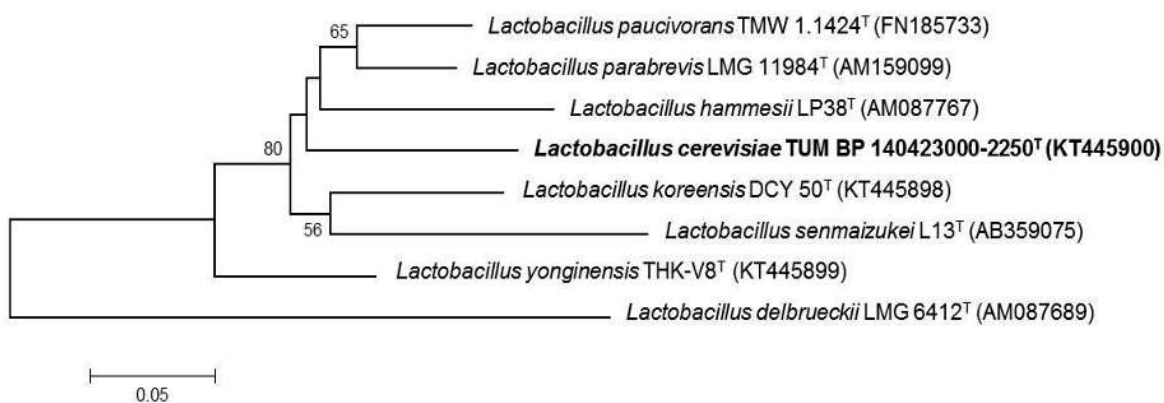 65
Lactobacillus paucivorans TMW 1.1424ᵀ (FN185733)
Lactobacillus parabrevis LMG 11984ᵀ (AM159099)
Lactobacillus hammesii LP38ᵀ (AM087767)
80
Lactobacillus cerevisiae TUM BP 140423000-2250ᵀ (KT445900)
Lactobacillus koreensis DCY 50ᵀ (KT445898)
56
Lactobacillus senmaizukei L13ᵀ (AB359075)
Lactobacillus yonginensis THK-V8ᵀ (KT445899)
Lactobacillus delbrueckii LMG 6412ᵀ (AM087689)
0.05